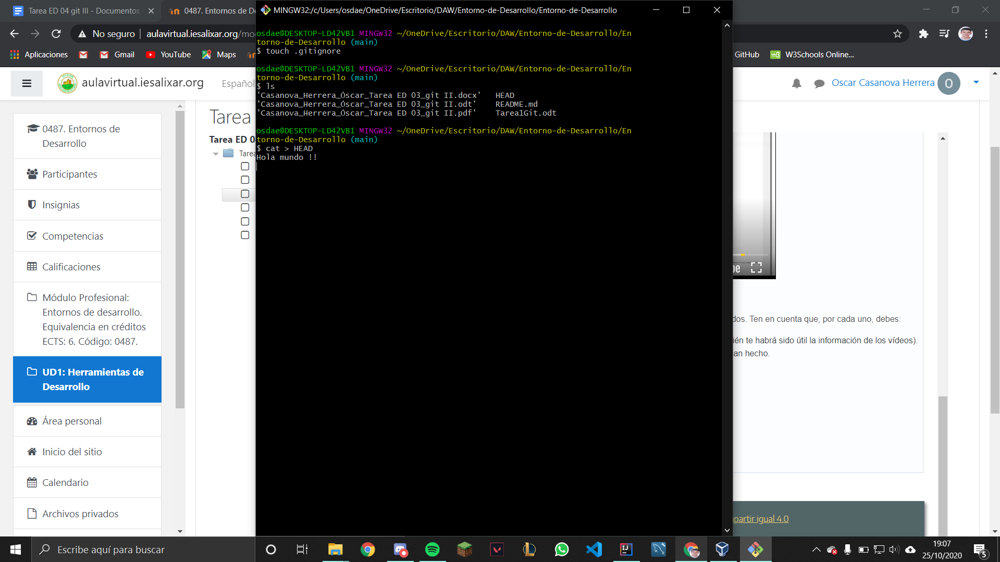 Tarea ED 04 git III - Documentos
0487. Entornos de D
MINGW32:/c/Users/osdae/OneDrive/Escritorio/DAW/Entorno-de-Desarrollo/Entorno-de-Desarrollo
No seguro
aulavirtual.iesalixar.org/mo
Aplicaciones
Gmail
YouTube
Maps
GitHub
W3Schools Online...
aulavirtual.iesalixar.org
Español
Oscar Casanova Herrera
O
0487. Entornos de
Desarrollo
Participantes
Insignias
Competencias
Calificaciones
Módulo Profesional:
Entornos de desarrollo.
Equivalencia en créditos
ECTS: 6. Código: 0487.
UD1: Herramientas de
Desarrollo
Área personal
Inicio del sitio
Calendario
Archivos privados
Tarea
Tarea ED 0
Tarea
osdae@DESKTOP-LD42VB1 MINGW32 ~/OneDrive/Escritorio/DAW/Entorno-de-Desarrollo/En
torno-de-Desarrollo (main)
$ touch .gitignore
osdae@DESKTOP-LD42VB1 MINGW32 ~/OneDrive/Escritorio/DAW/Entorno-de-Desarrollo/En
torno-de-Desarrollo (main)
$ ls
'Casanova_Herrera_Óscar_Tarea ED 03_git II.docx' HEAD
'Casanova_Herrera_Óscar_Tarea ED 03_git II.odt' README.md
'Casanova_Herrera_Óscar_Tarea ED 03_git II.pdf' Tarea1Git.odt
osdae@DESKTOP-LD42VB1 MINGW32 ~/OneDrive/Escritorio/DAW/Entorno-de-Desarrollo/En
torno-de-Desarrollo (main)
$ cat > HEAD
Hola mundo !!
be
dos. Ten en cuenta que, por cada uno, debes:
ién te habrá sido útil la información de los vídeos).
an hecho.
partir igual 4.0
Escribe aquí para buscar
19:07
25/10/2020
5